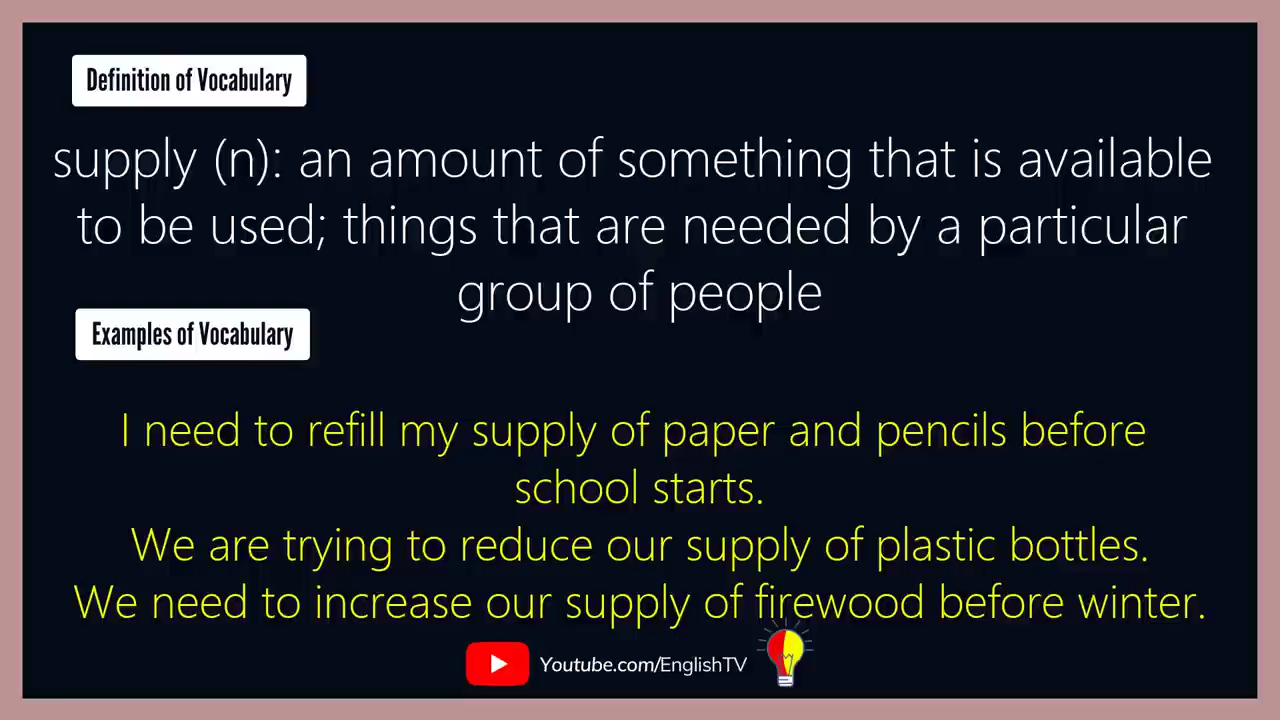 Definition of Vocabulary
supply (n): an amount of something that is available
to be used; things that are needed by a particular
group of people
Examples of Vocabulary
I need to refill my supply of paper and pencils before
school starts.
We are trying to reduce our supply of plastic bottles.
We need to increase our supply of firewood before winter.
Youtube.com/EnglishTV